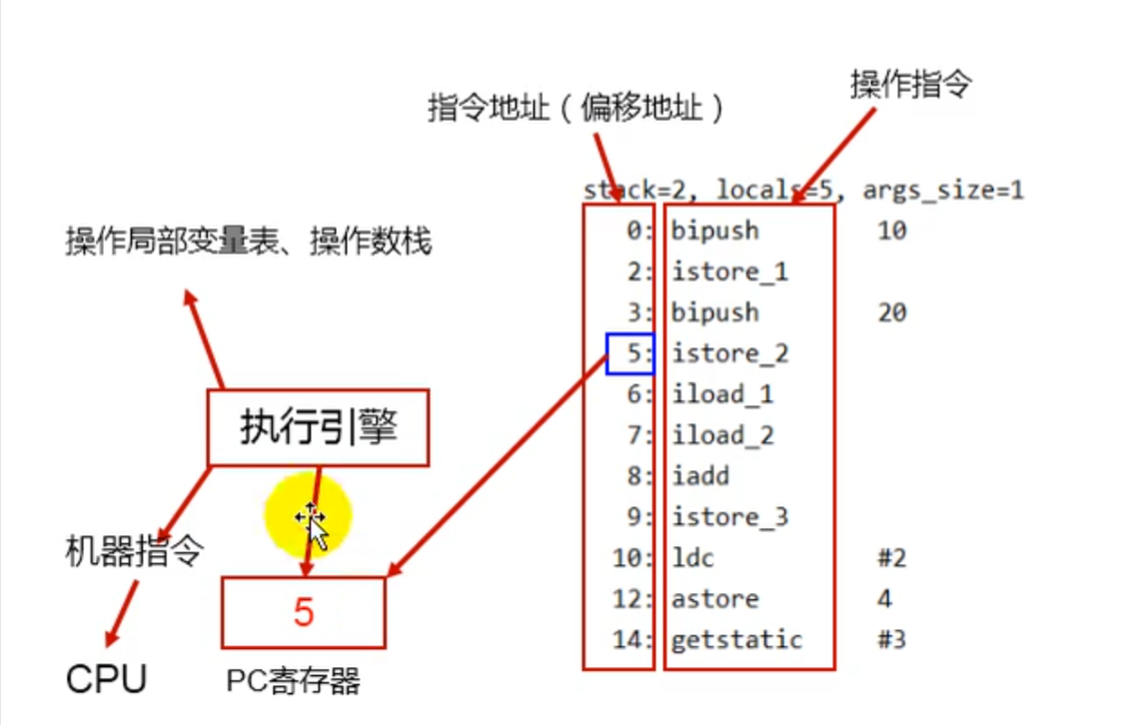 操作指令
指令地址（偏移地址）
stack=2, locals=5, args_size=1
0: bipush 10
2: istore_1
3: bipush 20
5: istore_2
6: iload_1
7: iload_2
8: iadd
9: istore_3
10: ldc #2
12: astore 4
14: getstatic #3
操作局部变量表、操作数栈
执行引擎
机器指令
CPU
5
PC寄存器